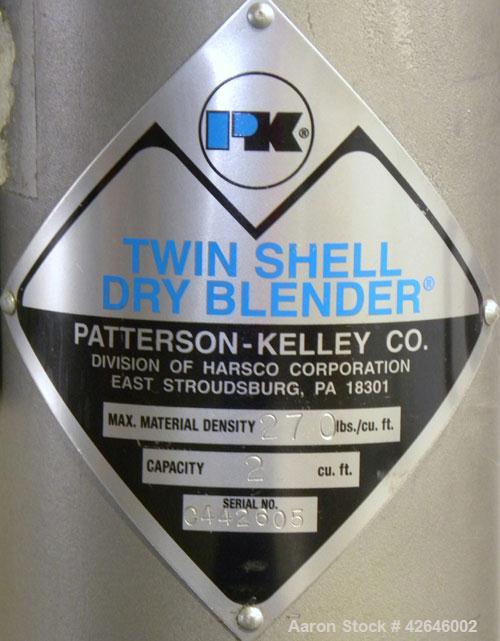 PK®
TWIN SHELL
DRY BLENDER®
PATTERSON-KELLEY CO.
DIVISION OF HARSCO CORPORATION
EAST STROUDSBURG, PA 18301
MAX. MATERIAL DENSITY 270 lbs./cu. ft.
CAPACITY 2 cu. ft.
SERIAL NO.
C442605
Aaron Stock # 42646002